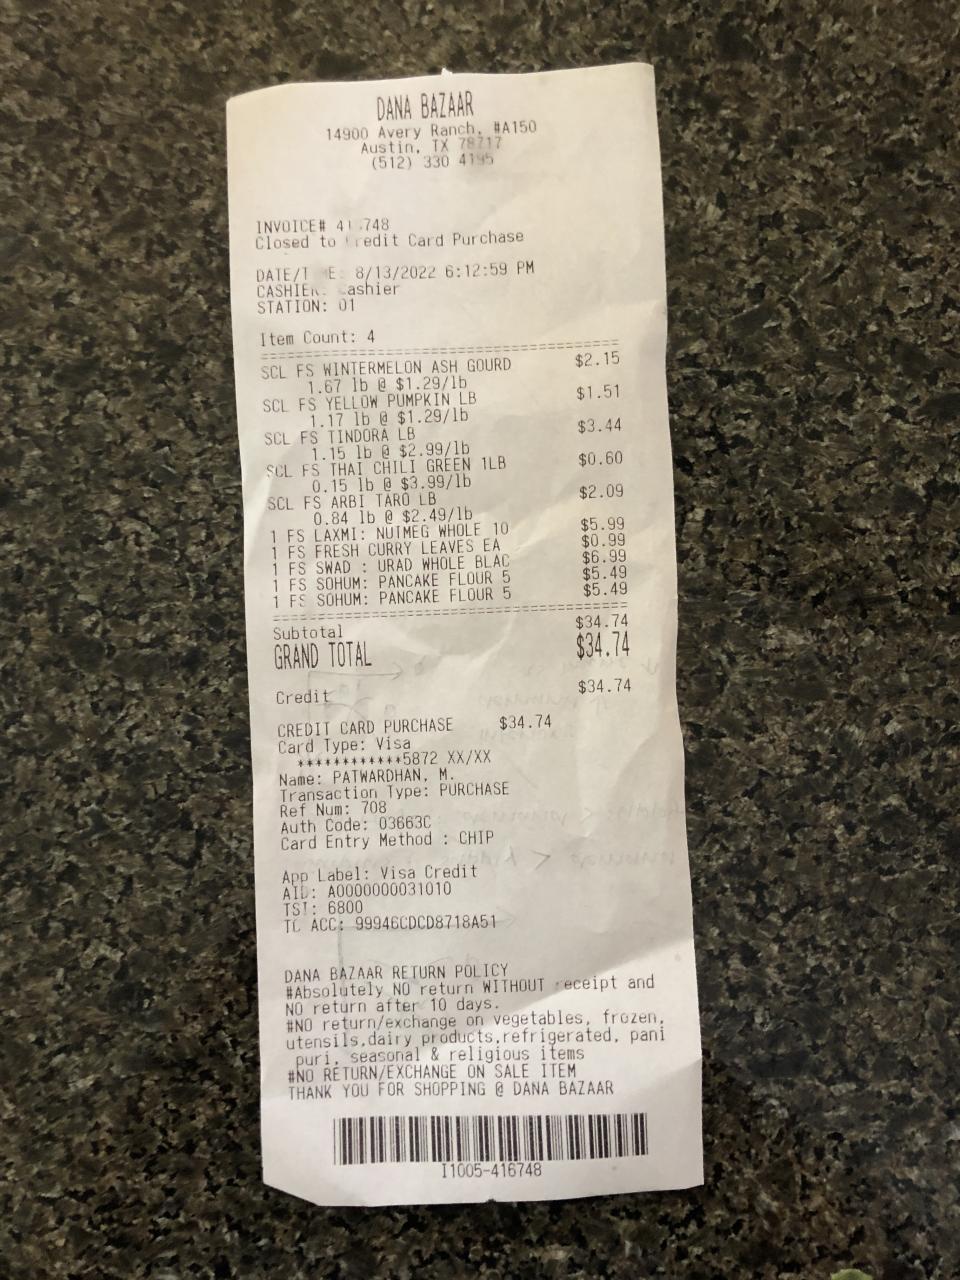 DANA BAZAAR
14900 Avery Ranch, #A150
Austin, TX 78717
(512) 330 4195
INVOICE# 41 748
Closed to redit Card Purchase
DATE/T E: 8/13/2022 6:12:59 PM
CASHIER: ashier
STATION: 01
Item Count: 4
SCL FS WINTERMELON ASH GOURD $2.15
1.67 lb @ $1.29/lb
SCL FS YELLOW PUMPKIN LB $1.51
1.17 lb @ $1.29/lb
SCL FS TINDORA LB $3.44
1.15 lb @ $2.99/lb
SCL FS THAI CHILI GREEN 1LB $0.60
0.15 lb @ $3.99/lb
SCL FS ARBI TARO LB $2.09
0.84 lb @ $2.49/lb
1 FS LAXMI: NUTMEG WHOLE 10 $5.99
1 FS FRESH CURRY LEAVES EA $0.99
1 FS SWAD : URAD WHOLE BLAC $6.99
1 FS SOHUM: PANCAKE FLOUR 5 $5.49
1 FS SOHUM: PANCAKE FLOUR 5 $5.49
Subtotal $34.74
GRAND TOTAL $34.74
Credit $34.74
CREDIT CARD PURCHASE $34.74
Card Type: Visa
************5872 XX/XX
Name: PATWARDHAN, M.
Transaction Type: PURCHASE
Ref Num: 708
Auth Code: 03663C
Card Entry Method : CHIP
App Label: Visa Credit
AID: A0000000031010
TSI: 6800
TC ACC: 99946CDCD8718A51
DANA BAZAAR RETURN POLICY
#Absolutely NO return WITHOUT receipt and
NO return after 10 days.
#NO return/exchange on vegetables, frozen,
utensils,dairy products,refrigerated, pani
puri, seasonal & religious items
#NO RETURN/EXCHANGE ON SALE ITEM
THANK YOU FOR SHOPPING @ DANA BAZAAR
I1005-416748